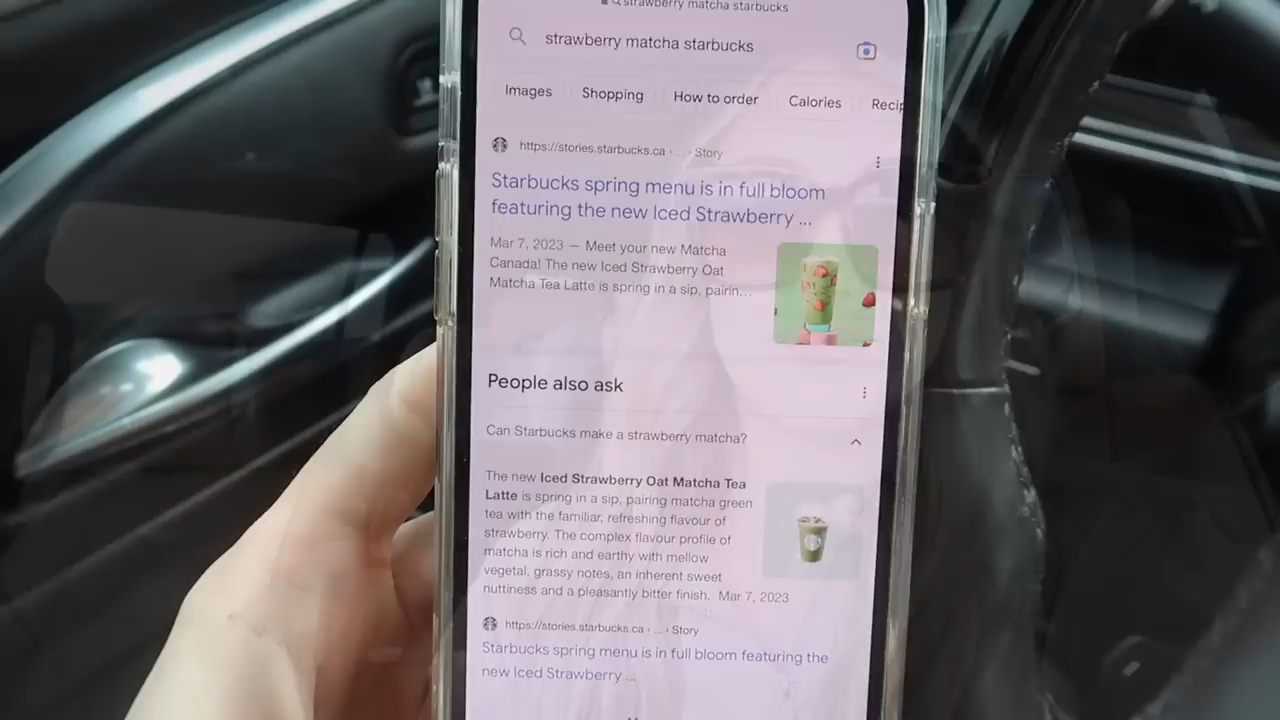 strawberry matcha starbucks
strawberry matcha starbucks
Images Shopping How to order Calories Recip
https://stories.starbucks.ca › ... › Story
Starbucks spring menu is in full bloom
featuring the new Iced Strawberry ...
Mar 7, 2023 — Meet your new Matcha
Canada! The new Iced Strawberry Oat
Matcha Tea Latte is spring in a sip, pairin...
People also ask
Can Starbucks make a strawberry matcha?
The new Iced Strawberry Oat Matcha Tea
Latte is spring in a sip, pairing matcha green
tea with the familiar, refreshing flavour of
strawberry. The complex flavour profile of
matcha is rich and earthy with mellow
vegetal, grassy notes, an inherent sweet
nuttiness and a pleasantly bitter finish. Mar 7, 2023
https://stories.starbucks.ca › ... › Story
Starbucks spring menu is in full bloom featuring the
new Iced Strawberry ...